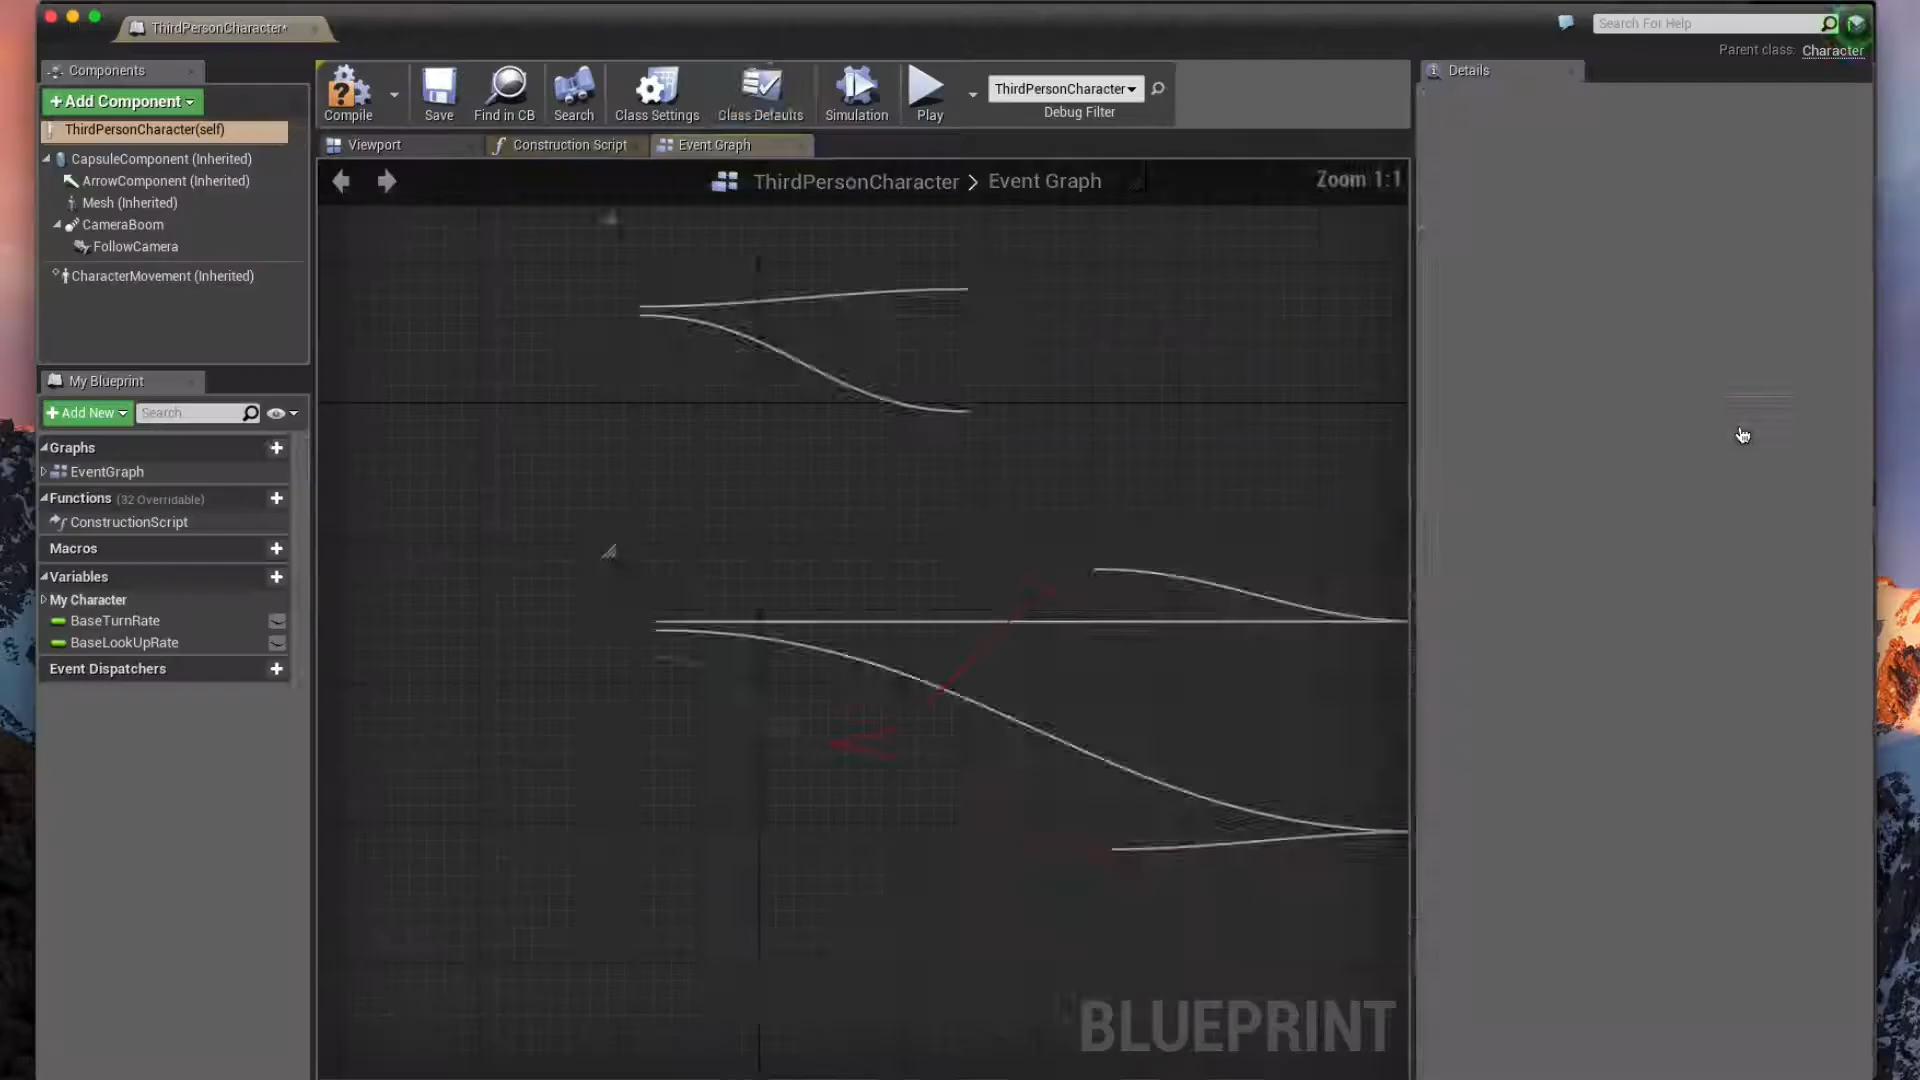 ThirdPersonCharacter*
Search For Help
Parent class: Character
Components
+Add Component
ThirdPersonCharacter(self)
CapsuleComponent (Inherited)
ArrowComponent (Inherited)
Mesh (Inherited)
CameraBoom
FollowCamera
CharacterMovement (Inherited)
Compile
Save
Find in CB
Search
Class Settings
Class Defaults
Simulation
Play
ThirdPersonCharacter
Debug Filter
Details
Viewport
Construction Script
Event Graph
ThirdPersonCharacter > Event Graph
Zoom 1:1
My Blueprint
+Add New
Search
Graphs
EventGraph
Functions (32 Overridable)
ConstructionScript
Macros
Variables
My Character
BaseTurnRate
BaseLookUpRate
Event Dispatchers
BLUEPRINT